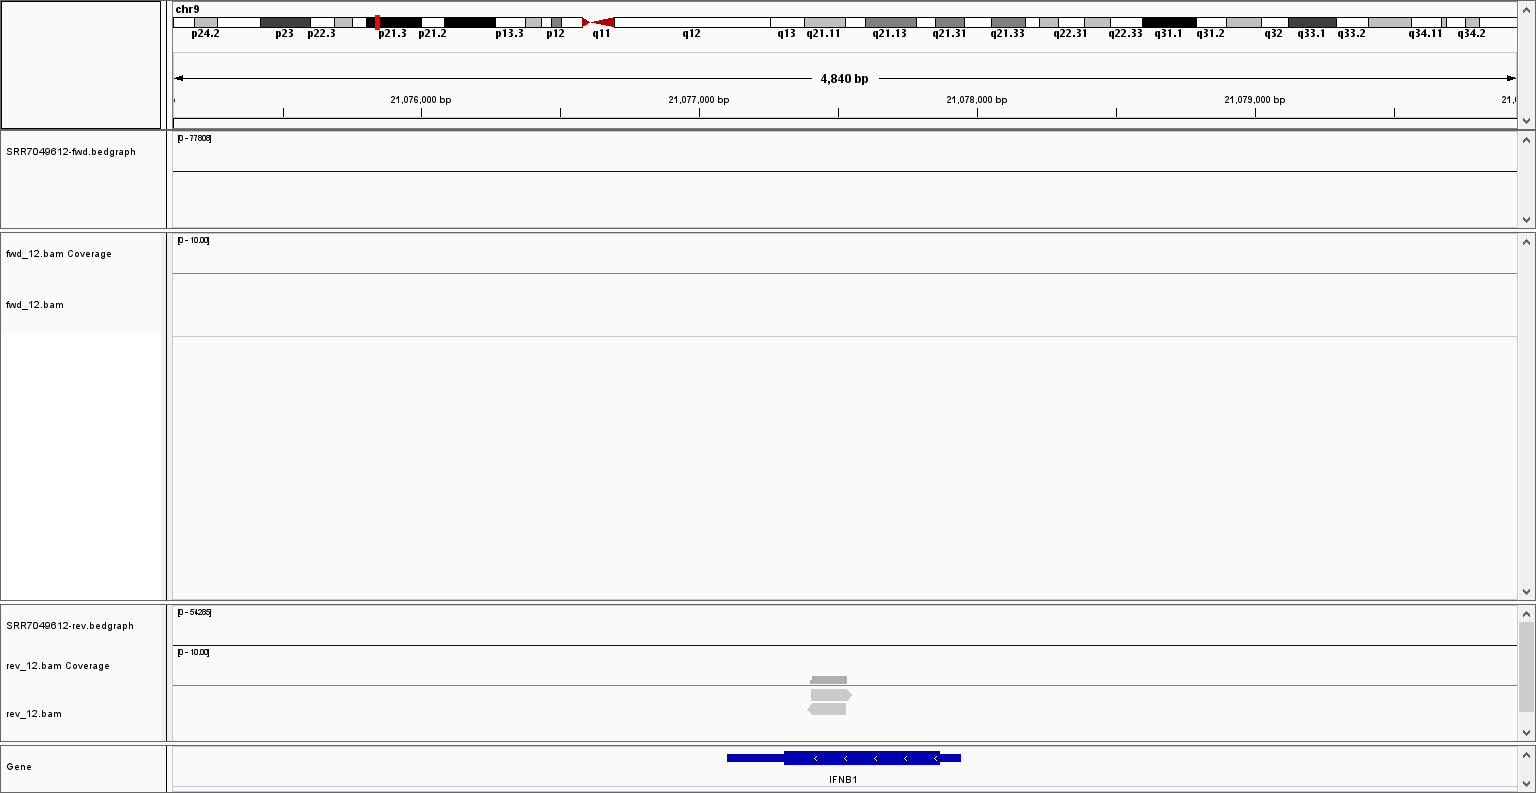 chr9
p24.2 p23 p22.3 p21.3 p21.2 p13.3 p12 q11 q12 q13 q21.11 q21.13 q21.31 q21.33 q22.31 q22.33 q31.1 q31.2 q32 q33.1 q33.2 q34.11 q34.2
4,840 bp
21,076,000 bp 21,077,000 bp 21,078,000 bp 21,079,000 bp 21,0
[0 - 77808]
SRR7049612-fwd.bedgraph
[0 - 10.00]
fwd_12.bam Coverage
fwd_12.bam
[0 - 54285]
SRR7049612-rev.bedgraph
[0 - 10.00]
rev_12.bam Coverage
rev_12.bam
Gene
IFNB1